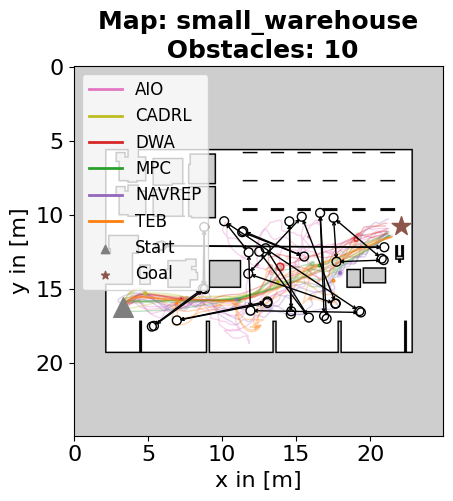 Map: small_warehouse
Obstacles: 10
0
5
10
15
20
y in [m]
AIO
CADRL
DWA
MPC
NAVREP
TEB
Start
Goal
0
5
10
15
20
x in [m]